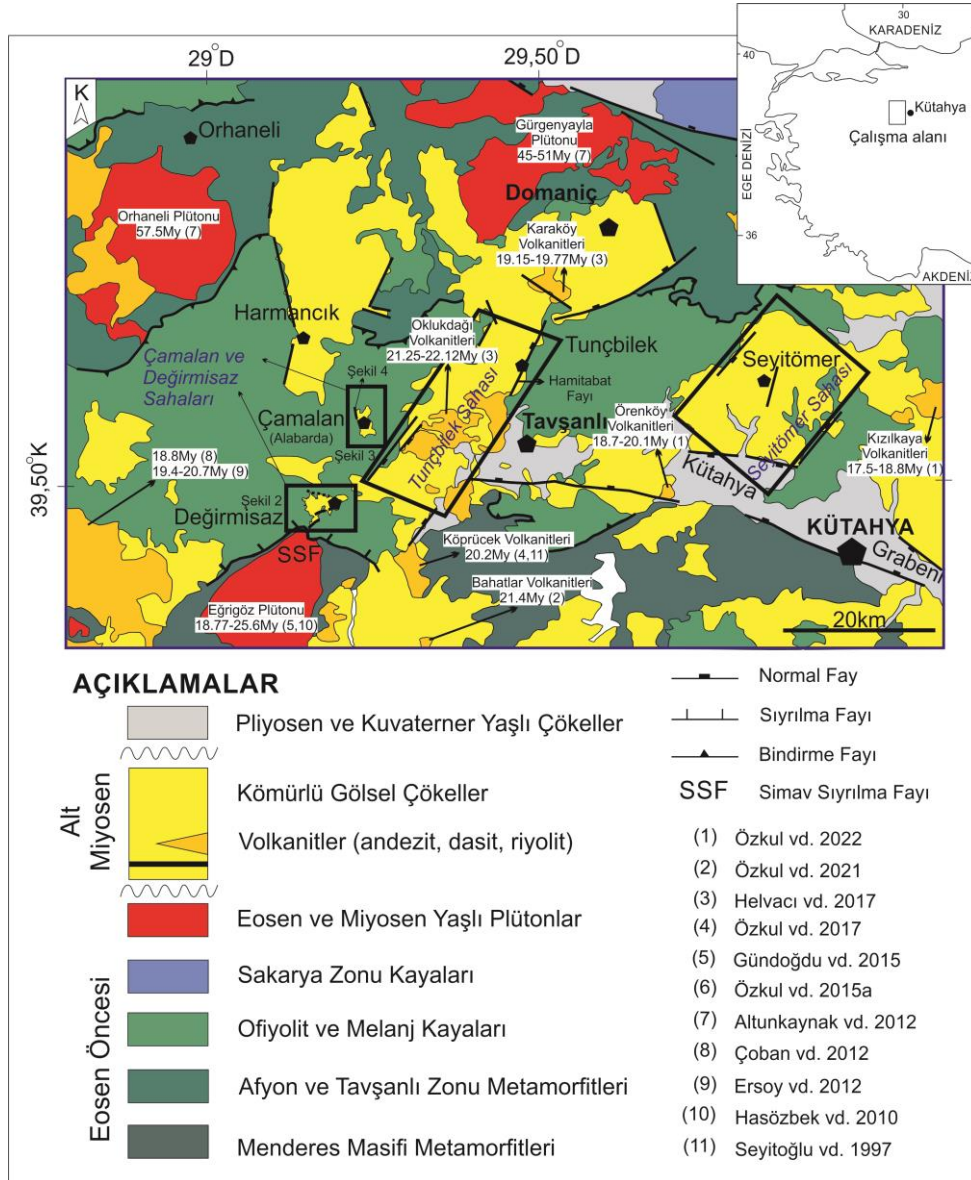 30
KARADENİZ
40
Kütahya
Çalışma alanı
EGE DENİZİ
36
AKDENİZ
29°D
29,50°D
K
Orhaneli
Gürgenyayla
Plütonu
45-51My (7)
Domaniç
Orhaneli Plütonu
57.5My (7)
Karaköy
Volkanitleri
19.15-19.77My (3)
Harmancık
Oklukdağı
Volkanitleri
21.25-22.12My (3)
Tunçbilek
Seyitömer
Çamalan ve
Değirmisaz
Sahaları
Şekil 4
Hamitabat
Fayı
Çamalan
(Alabarda)
Şekil 3
Tunçbilek Sahası
Tavşanlı
Örenköy
Volkanitleri
18.7-20.1My (1)
Seyitömer Sahası
Kızılkaya
Volkanitleri
17.5-18.8My (1)
18.8My (8)
19.4-20.7My (9)
39,50°K
Şekil 2
Değirmisaz
Kütahya
SSF
Köprücek Volkanitleri
20.2My (4,11)
KÜTAHYA
Grabeni
Bahatlar Volkanitleri
21.4My (2)
Eğrigöz Plütonu
18.77-25.6My (5,10)
20km
AÇIKLAMALAR
Pliyosen ve Kuvaterner Yaşlı Çökeller
Alt
Miyosen
Kömürlü Gölsel Çökeller
Volkanitler (andezit, dasit, riyolit)
Eosen ve Miyosen Yaşlı Plütonlar
Eosen Öncesi
Sakarya Zonu Kayaları
Ofiyolit ve Melanj Kayaları
Afyon ve Tavşanlı Zonu Metamorfitleri
Menderes Masifi Metamorfitleri
Normal Fay
Sıyrılma Fayı
Bindirme Fayı
SSF Simav Sıyrılma Fayı
(1) Özkul vd. 2022
(2) Özkul vd. 2021
(3) Helvacı vd. 2017
(4) Özkul vd. 2017
(5) Gündoğdu vd. 2015
(6) Özkul vd. 2015a
(7) Altunkaynak vd. 2012
(8) Çoban vd. 2012
(9) Ersoy vd. 2012
(10) Hasözbek vd. 2010
(11) Seyitoğlu vd. 1997